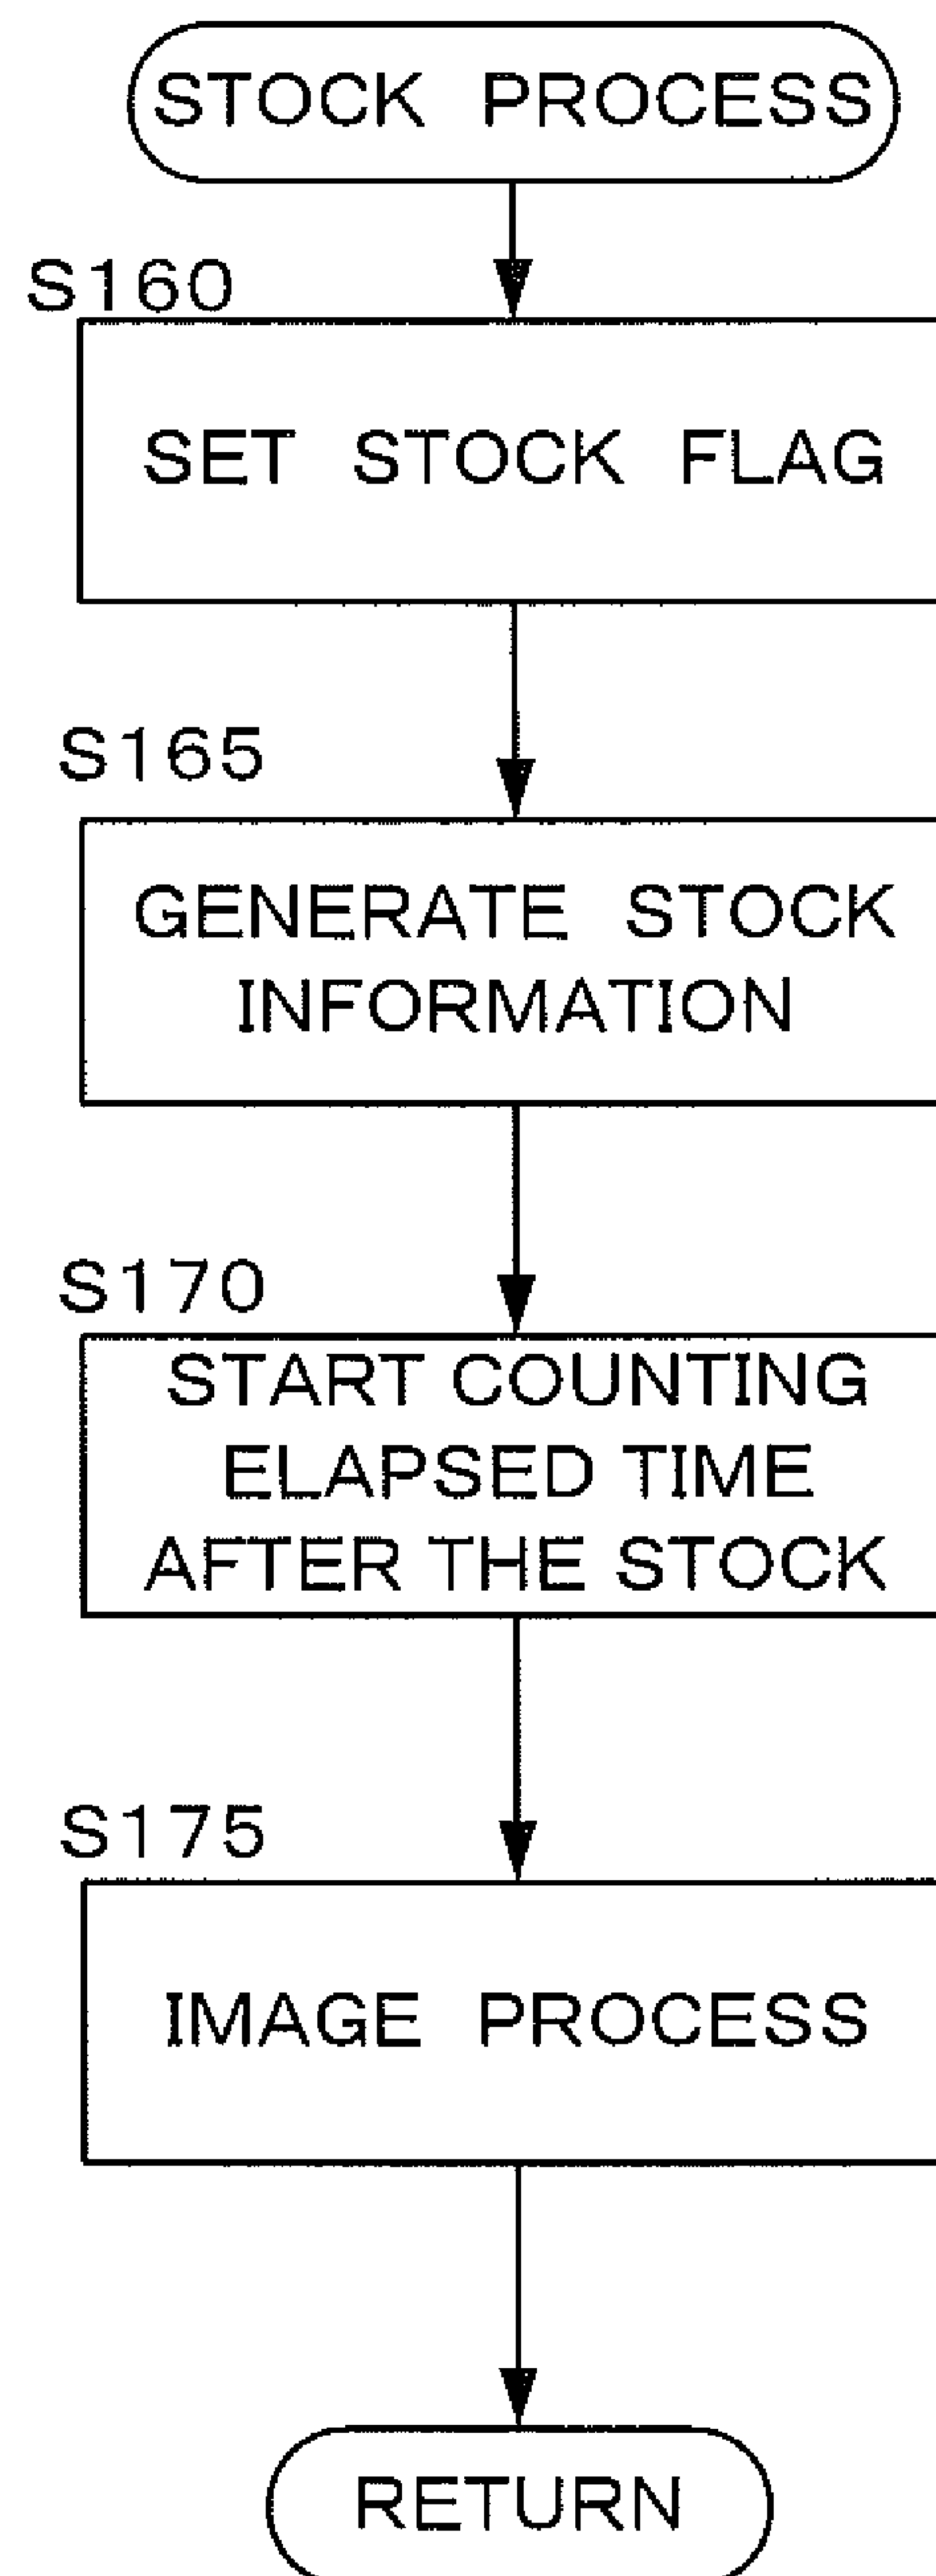 STOCK PROCESS
S160
SET STOCK FLAG
S165
GENERATE STOCK
INFORMATION
S170
START COUNTING
ELAPSED TIME
AFTER THE STOCK
S175
IMAGE PROCESS
RETURN